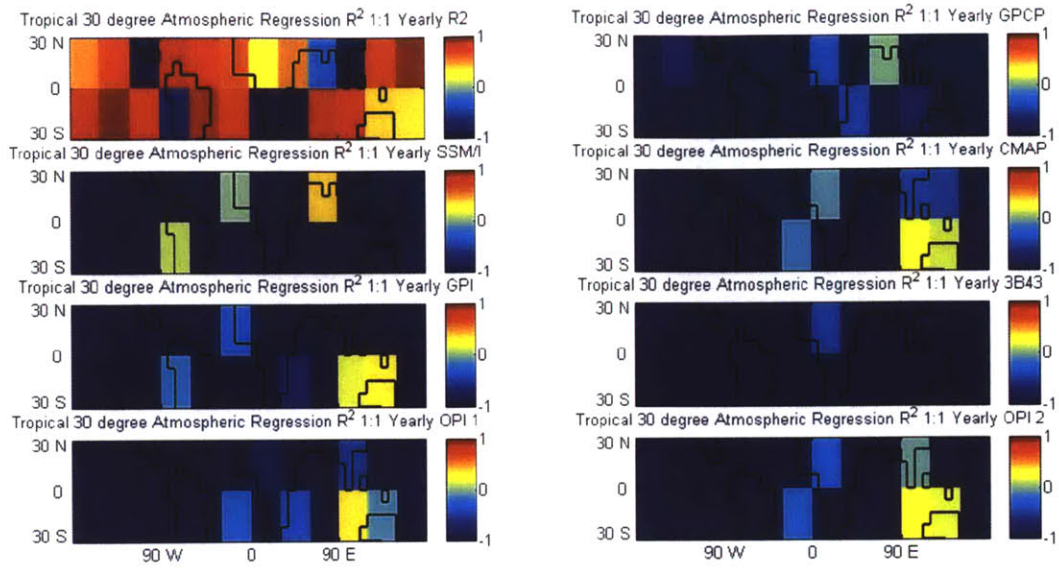 Tropical 30 degree Atmospheric Regression R² 1:1 Yearly R2
30 N
0
30 S
1
0
-1
Tropical 30 degree Atmospheric Regression R² 1:1 Yearly SSM/I
30 N
0
30 S
1
0
-1
Tropical 30 degree Atmospheric Regression R² 1:1 Yearly GPI
30 N
0
30 S
1
0
-1
Tropical 30 degree Atmospheric Regression R² 1:1 Yearly OPI 1
30 N
0
30 S
90 W
0
90 E
1
0
-1
Tropical 30 degree Atmospheric Regression R² 1:1 Yearly GPCP
30 N
0
30 S
1
0
-1
Tropical 30 degree Atmospheric Regression R² 1:1 Yearly CMAP
30 N
0
30 S
1
0
-1
Tropical 30 degree Atmospheric Regression R² 1:1 Yearly 3B43
30 N
0
30 S
1
0
-1
Tropical 30 degree Atmospheric Regression R² 1:1 Yearly OPI 2
30 N
0
30 S
90 W
0
90 E
1
0
-1